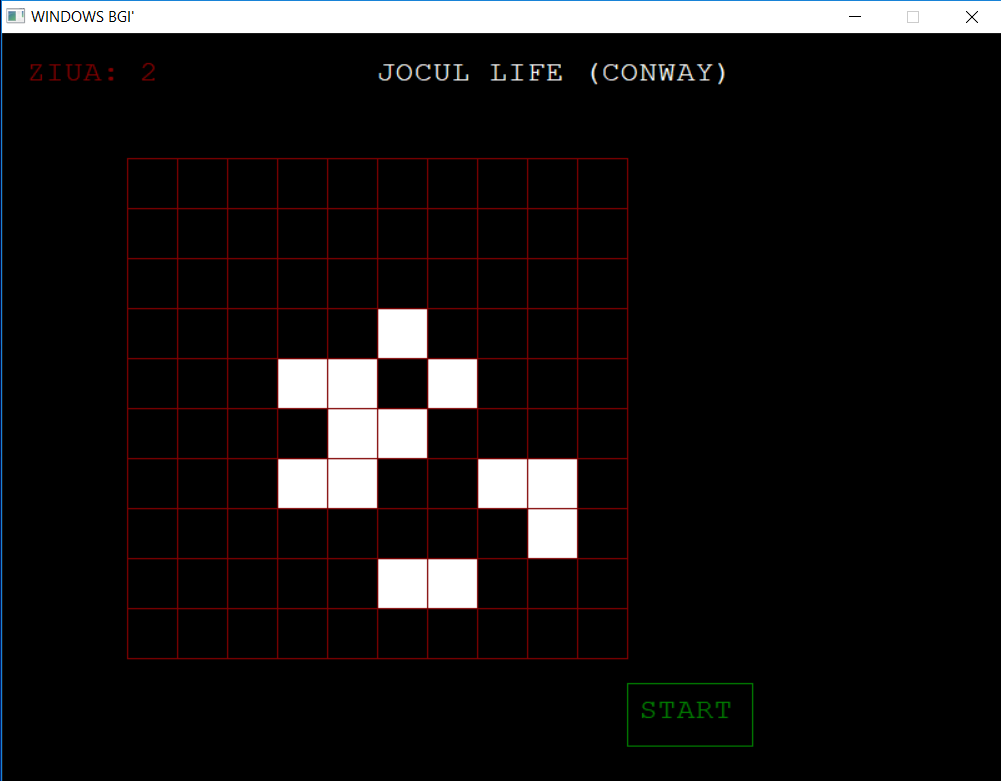 WINDOWS BGI'
ZIUA: 2
JOCUL LIFE (CONWAY)
START